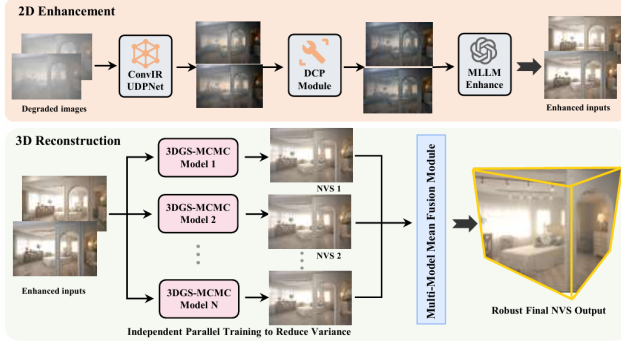 2D Enhancement
Degraded images
ConvIR
UDPNet
DCP
Module
MLLM
Enhance
Enhanced inputs
3D Reconstruction
Enhanced inputs
3DGS-MCMC
Model 1
NVS 1
3DGS-MCMC
Model 2
NVS 2
3DGS-MCMC
Model N
Independent Parallel Training to Reduce Variance
Multi-Model Mean Fusion Module
Robust Final NVS Output